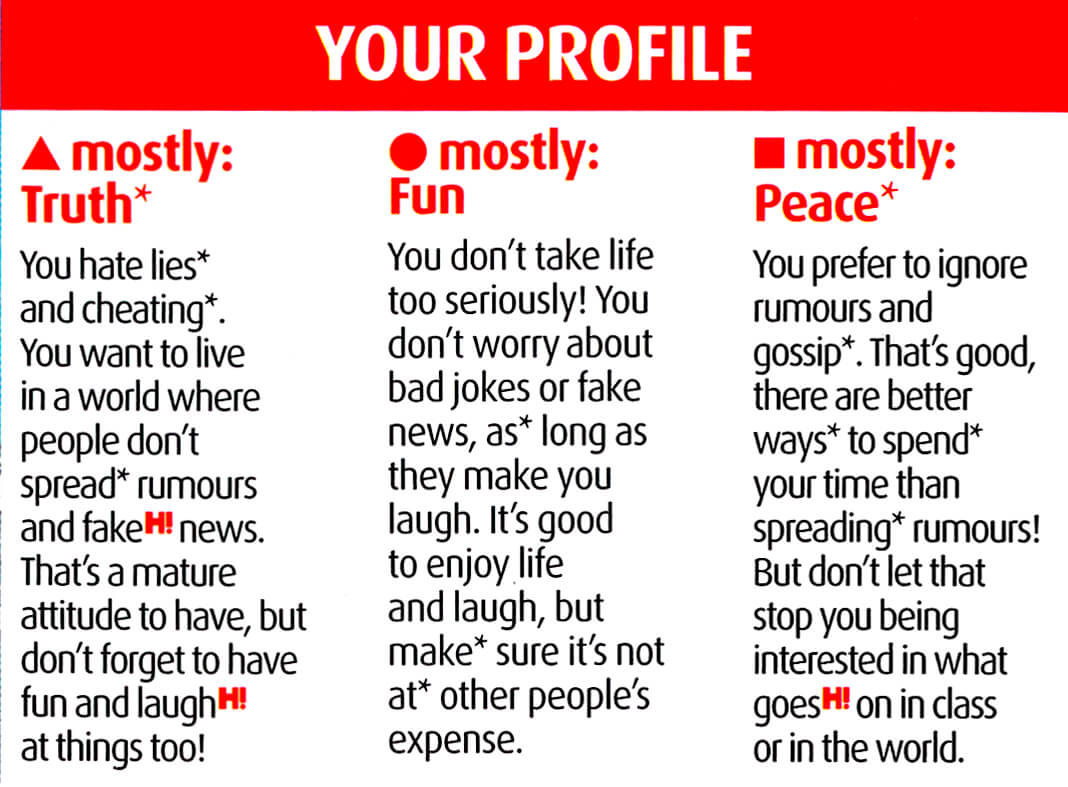 YOUR PROFILE
▲ mostly:
Truth*
You hate lies*
and cheating*.
You want to live
in a world where
people don't
spread* rumours
and fakeH! news.
That's a mature
attitude to have, but
don't forget to have
fun and laughH!
at things too!
● mostly:
Fun
You don't take life
too seriously! You
don't worry about
bad jokes or fake
news, as* long as
they make you
laugh. It's good
to enjoy life
and laugh, but
make* sure it's not
at* other people's
expense.
■ mostly:
Peace*
You prefer to ignore
rumours and
gossip*. That's good,
there are better
ways* to spend*
your time than
spreading* rumours!
But don't let that
stop you being
interested in what
goesH! on in class
or in the world.